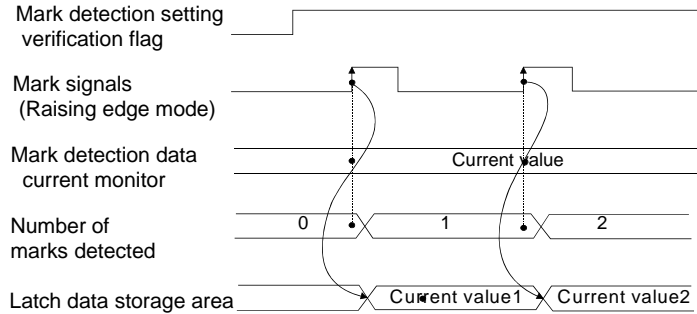 Mark detection setting
verification flag
Mark signals
(Raising edge mode)
Mark detection data
current monitor
Current value
Number of
marks detected
0
1
2
Latch data storage area
Current value1
Current value2